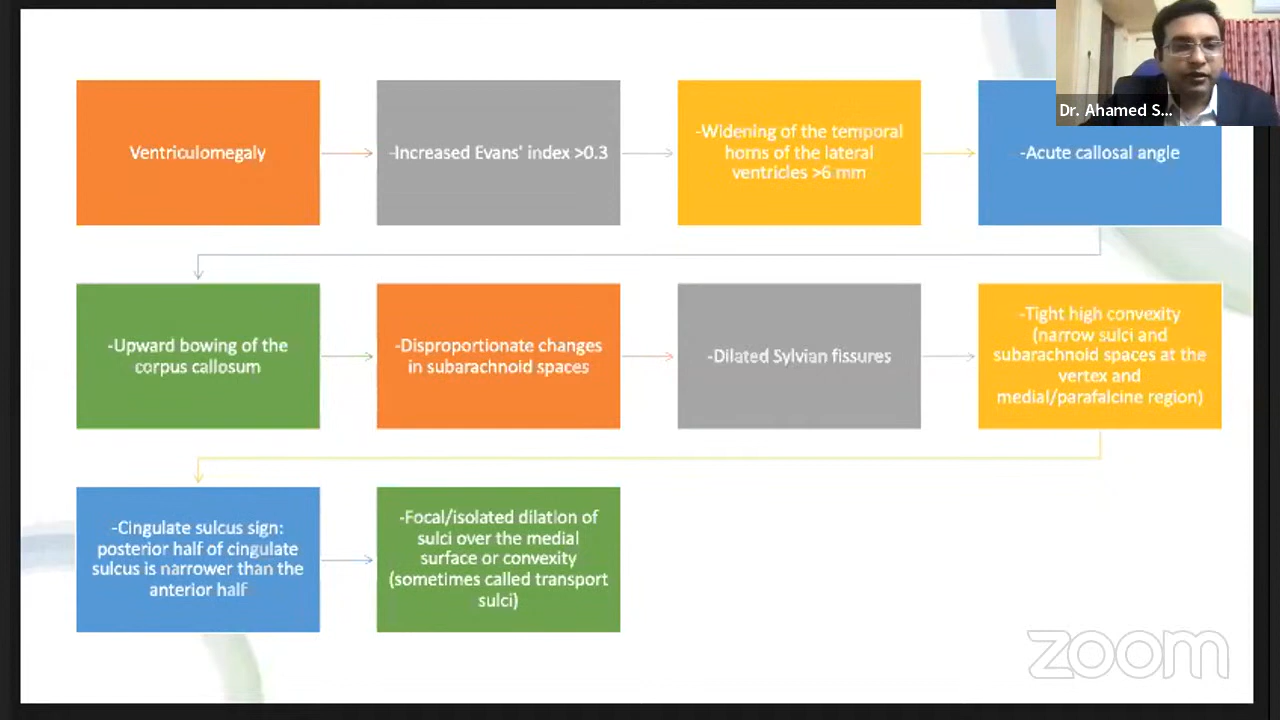 Dr. Ahamed S...
Ventriculomegaly
-Increased Evans' index >0.3
-Widening of the temporal
horns of the lateral
ventricles >6 mm
-Acute callosal angle
-Upward bowing of the
corpus callosum
-Disproportionate changes
in subarachnoid spaces
-Dilated Sylvian fissures
-Tight high convexity
(narrow sulci and
subarachnoid spaces at the
vertex and
medial/parafalcine region)
-Cingulate sulcus sign:
posterior half of cingulate
sulcus is narrower than the
anterior half
-Focal/isolated dilation of
sulci over the medial
surface or convexity
(sometimes called transport
sulci)
zoom